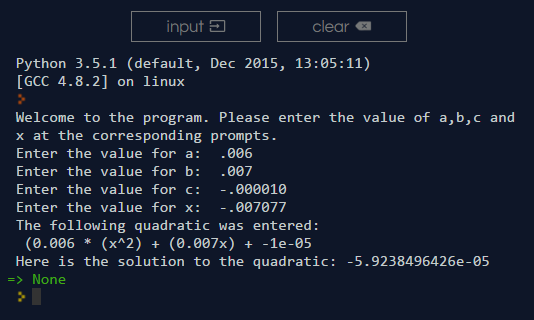 input
clear
Python 3.5.1 (default, Dec 2015, 13:05:11)
[GCC 4.8.2] on linux
Welcome to the program. Please enter the value of a,b,c and
x at the corresponding prompts.
Enter the value for a:  .006
Enter the value for b:  .007
Enter the value for c:  -.000010
Enter the value for x:  -.007077
The following quadratic was entered:
 (0.006 * (x^2) + (0.007x) + -1e-05
Here is the solution to the quadratic: -5.9238496426e-05
=> None